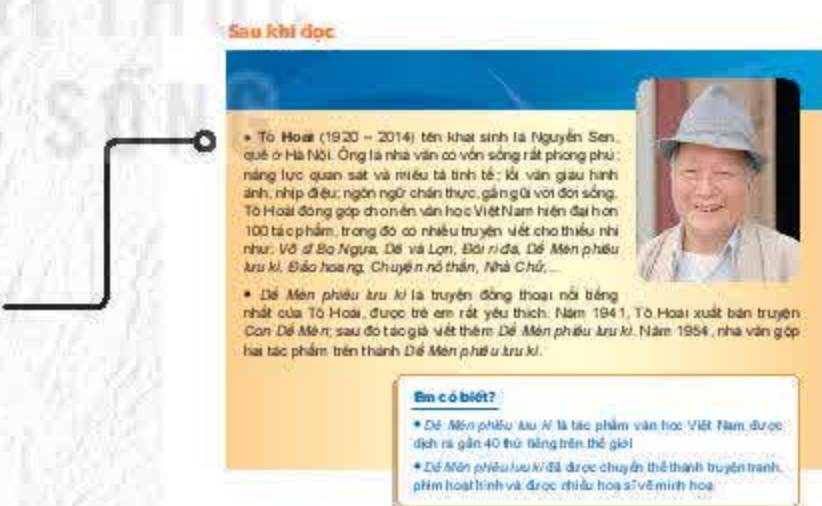 SỐNG
Sau khi đọc
• Tô Hoài (1920 – 2014) tên khai sinh là Nguyễn Sen,
quê ở Hà Nội. Ông là nhà văn có vốn sống rất phong phú;
năng lực quan sát và miêu tả tinh tế; lối văn giàu hình
ảnh, nhịp điệu; ngôn ngữ chân thực, gần gũi với đời sống.
Tô Hoài đóng góp cho nền văn học Việt Nam hiện đại hơn
100 tác phẩm, trong đó có nhiều truyện viết cho thiếu nhi
như: Võ sĩ Bọ Ngựa, Dê và Lợn, Đôi ri đá, Dế Mèn phiêu
lưu kí, Đảo hoang, Chuyện nỏ thần, Nhà Chử,...
• Dế Mèn phiêu lưu kí là truyện đồng thoại nổi tiếng
nhất của Tô Hoài, được trẻ em rất yêu thích. Năm 1941, Tô Hoài xuất bản truyện
Con Dế Mèn; sau đó tác giả viết thêm Dế Mèn phiêu lưu kí. Năm 1954, nhà văn gộp
hai tác phẩm trên thành Dế Mèn phiêu lưu kí.
Em có biết?
• Dế Mèn phiêu lưu kí là tác phẩm văn học Việt Nam được
dịch ra gần 40 thứ tiếng trên thế giới
• Dế Mèn phiêu lưu kí đã được chuyển thể thành truyện tranh,
phim hoạt hình và được nhiều hoạ sĩ vẽ minh hoạ